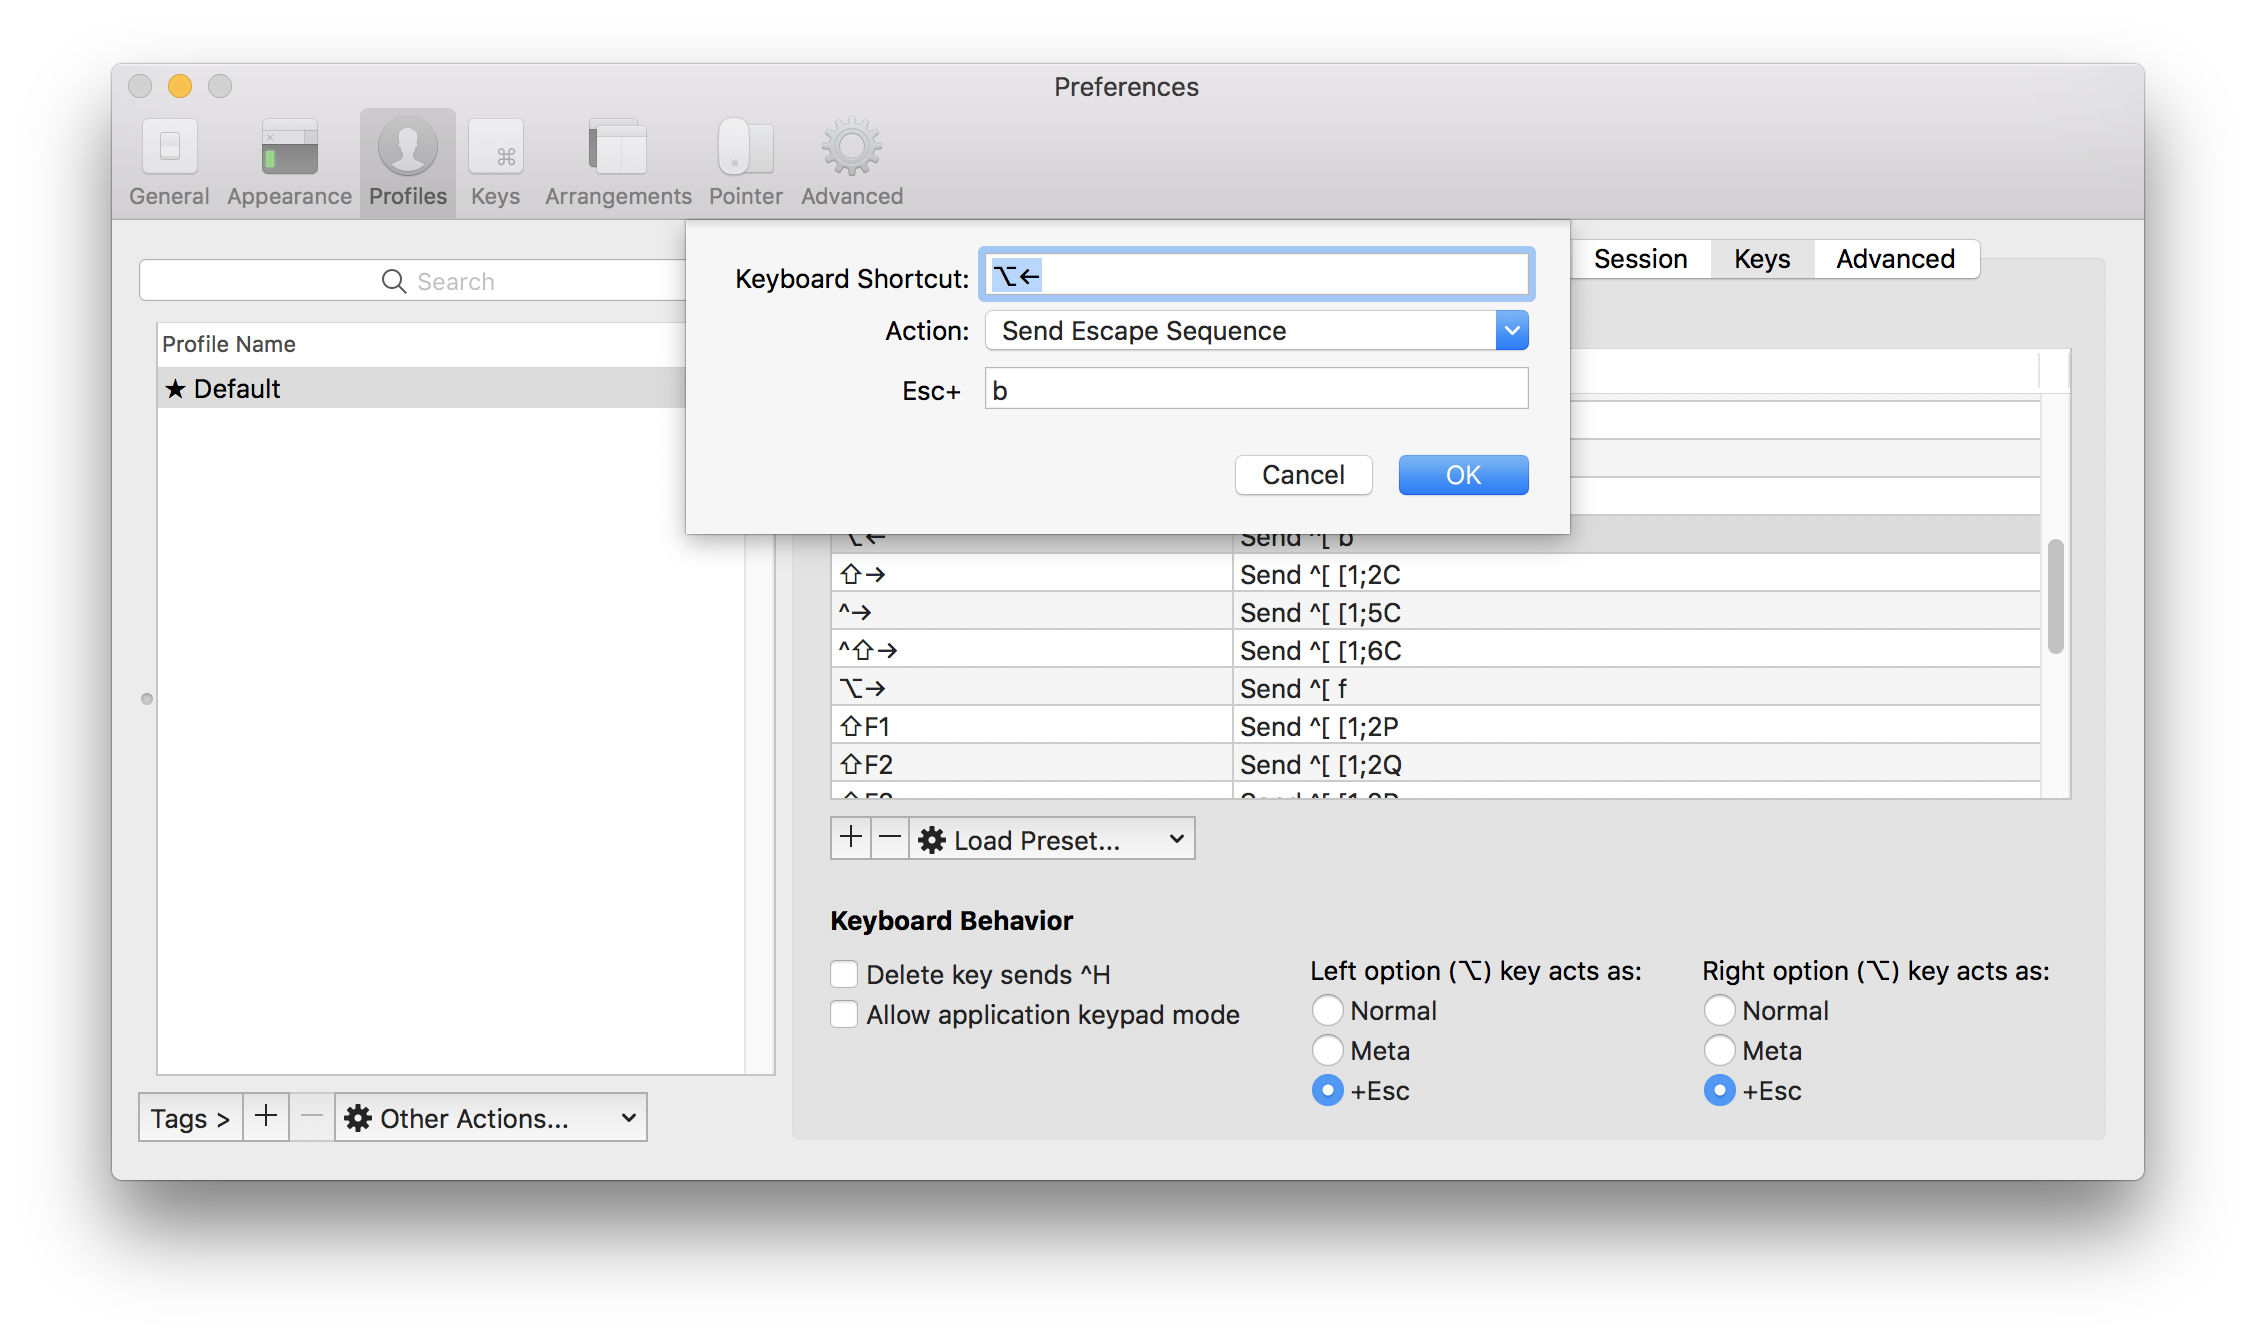 Preferences
General Appearance Profiles Keys Arrangements Pointer Advanced
Search
Profile Name
★ Default
Keyboard Shortcut: ⌥←
Action: Send Escape Sequence
Esc+ b
Cancel OK
Session Keys Advanced
⌥← Send ^[ b
⇧→ Send ^[ [1;2C
^→ Send ^[ [1;5C
^⇧→ Send ^[ [1;6C
⌥→ Send ^[ f
⇧F1 Send ^[ [1;2P
⇧F2 Send ^[ [1;2Q
+ − Load Preset...
Keyboard Behavior
Delete key sends ^H
Allow application keypad mode
Left option (⌥) key acts as:
Normal
Meta
+Esc
Right option (⌥) key acts as:
Normal
Meta
+Esc
Tags > + − Other Actions...